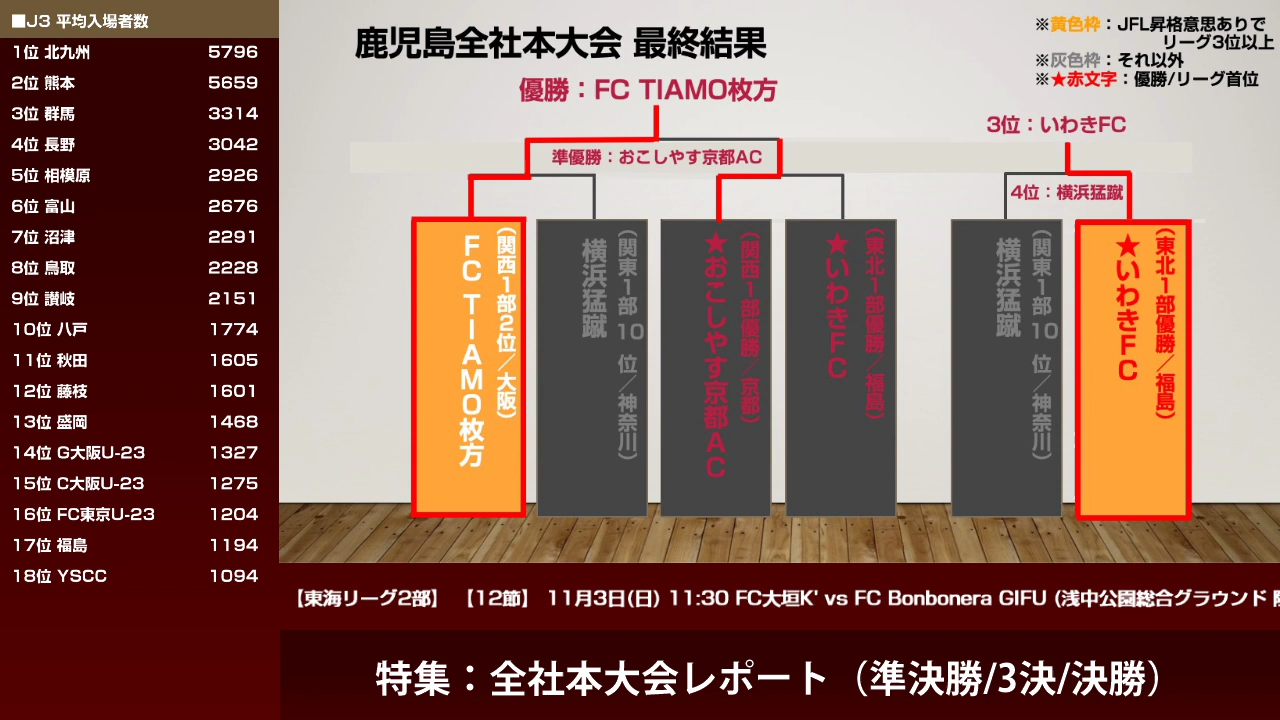 ■J3 平均入場者数
1位 北九州 5796
2位 熊本 5659
3位 群馬 3314
4位 長野 3042
5位 相模原 2926
6位 富山 2676
7位 沼津 2291
8位 鳥取 2228
9位 讃岐 2151
10位 八戸 1774
11位 秋田 1605
12位 藤枝 1601
13位 盛岡 1468
14位 G大阪U-23 1327
15位 C大阪U-23 1275
16位 FC東京U-23 1204
17位 福島 1194
18位 YSCC 1094
鹿児島全社本大会 最終結果
※黄色枠：JFL昇格意思ありで
リーグ3位以上
※灰色枠：それ以外
※★赤文字：優勝/リーグ首位
優勝：FC TIAMO枚方
3位：いわきFC
準優勝：おこしやす京都AC
4位：横浜猛蹴
（関西1部2位／大阪）
FC TIAMO枚方
（関東1部10位／神奈川）
横浜猛蹴
（関西1部優勝／京都）
★おこしやす京都AC
（東北1部優勝／福島）
★いわきFC
（関東1部10位／神奈川）
横浜猛蹴
（東北1部優勝／福島）
★いわきFC
【東海リーグ2部】 【12節】 11月3日(日) 11:30 FC大垣K' vs FC Bonbonera GIFU (浅中公園総合グラウンド
特集：全社本大会レポート（準決勝/3決/決勝）